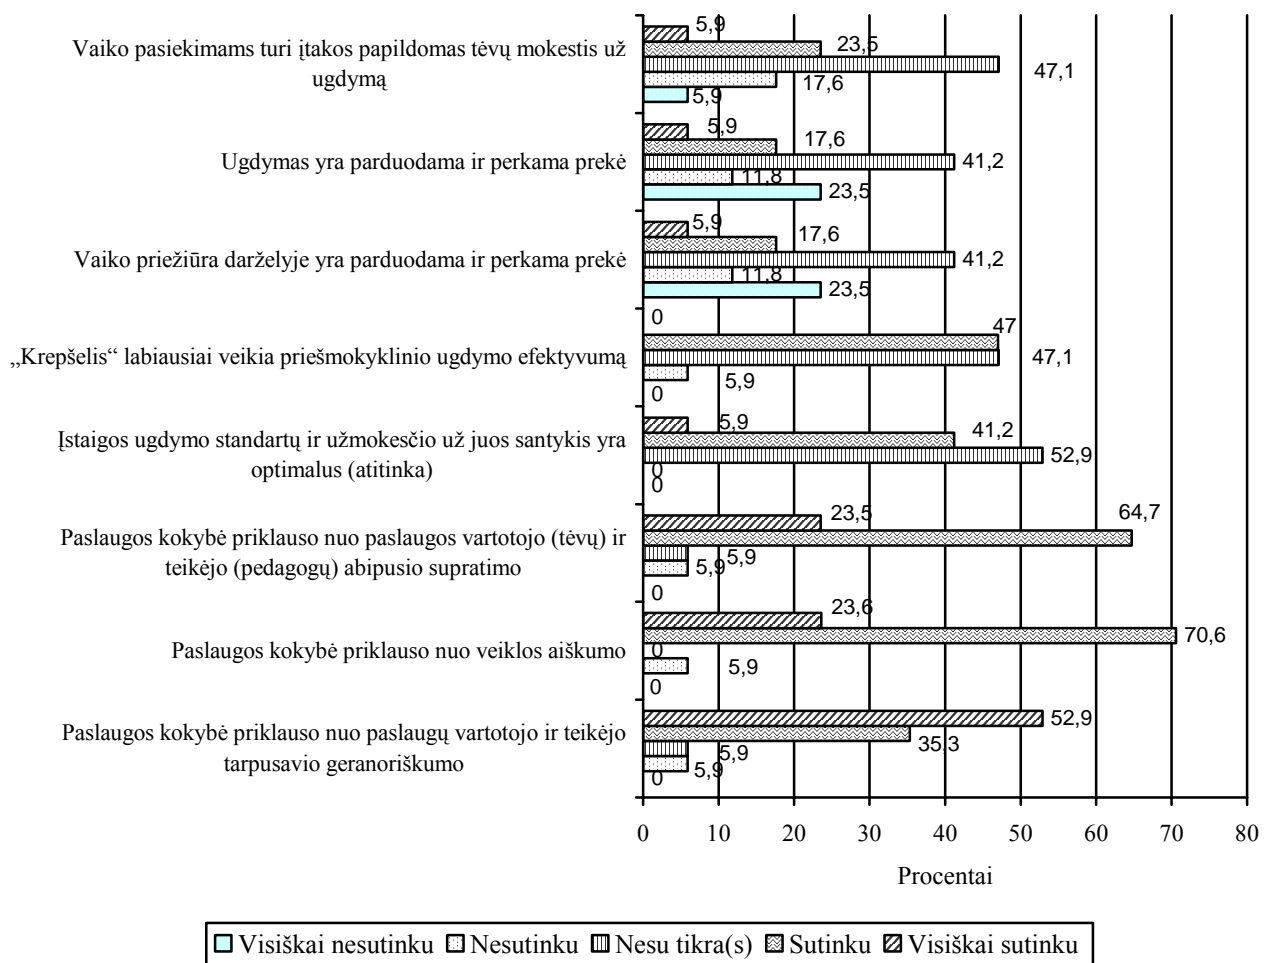 5,9
Vaiko pasiekimams turi įtakos papildomas tėvų mokestis už
ugdymą
23,5
47,1
17,6
5,9
5,9
17,6
Ugdymas yra parduodama ir perkama prekė
41,2
11,8
23,5
5,9
17,6
Vaiko priežiūra darželyje yra parduodama ir perkama prekė
41,2
11,8
23,5
0
47
„Krepšelis“ labiausiai veikia priešmokyklinio ugdymo efektyvumą
47,1
5,9
0
5,9
41,2
Įstaigos ugdymo standartų ir užmokesčio už juos santykis yra
optimalus (atitinka)
52,9
0
0
23,5
64,7
Paslaugos kokybė priklauso nuo paslaugos vartotojo (tėvų) ir
teikėjo (pedagogų) abipusio supratimo
5,9
5,9
0
23,6
70,6
Paslaugos kokybė priklauso nuo veiklos aiškumo
0
5,9
0
52,9
Paslaugos kokybė priklauso nuo paslaugų vartotojo ir teikėjo
tarpusavio geranoriškumo
35,3
5,9
5,9
0
0 10 20 30 40 50 60 70 80
Procentai
Visiškai nesutinku Nesutinku Nesu tikra(s) Sutinku Visiškai sutinku